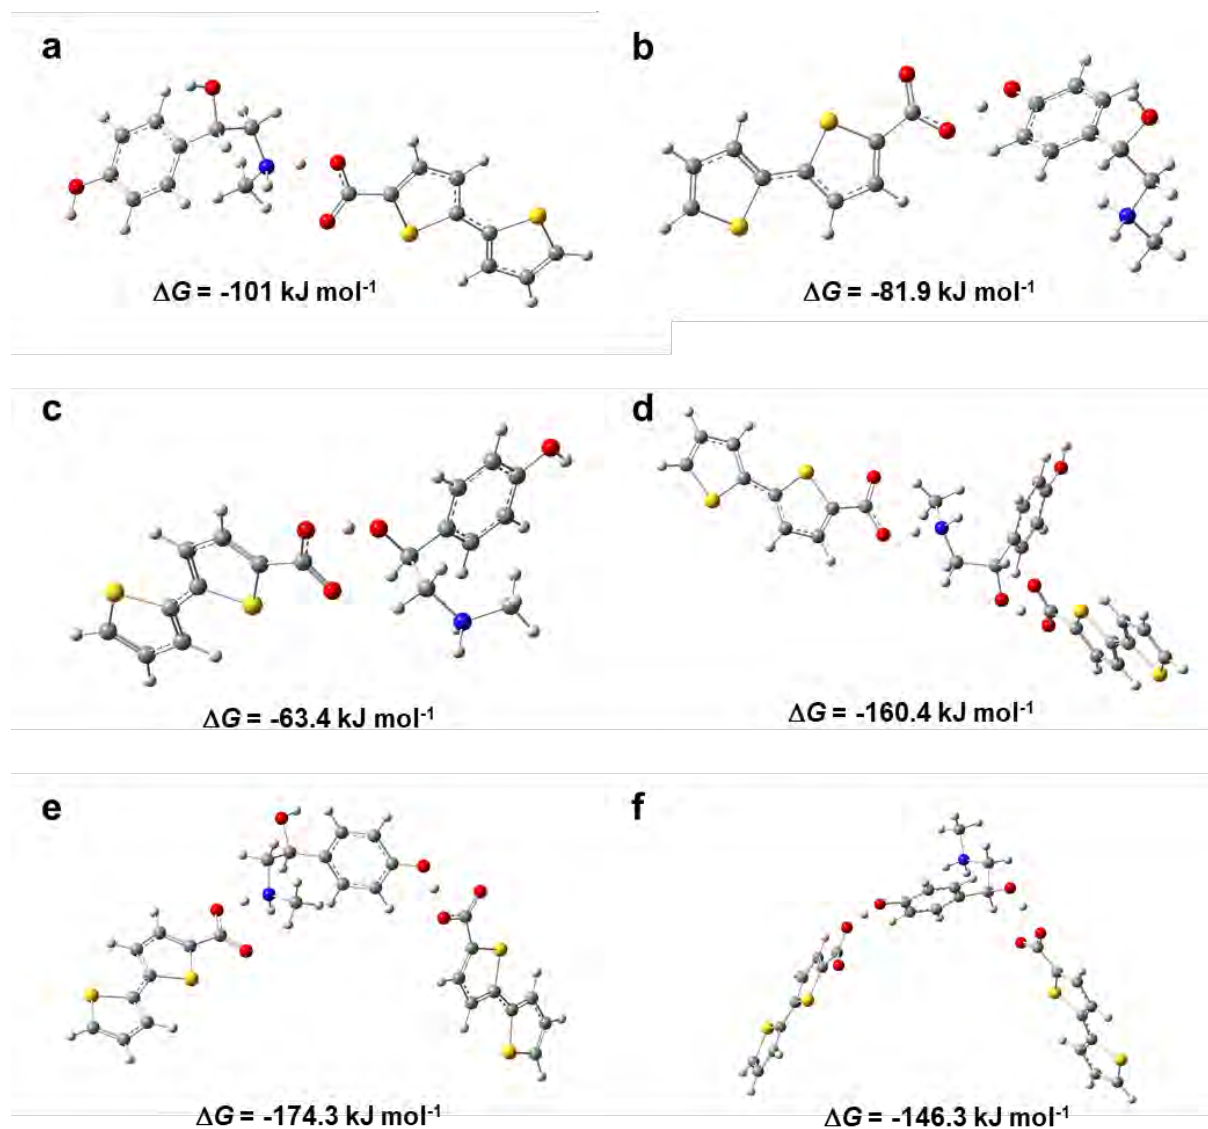 a
b
ΔG = -101 kJ mol⁻¹
ΔG = -81.9 kJ mol⁻¹
c
d
ΔG = -63.4 kJ mol⁻¹
ΔG = -160.4 kJ mol⁻¹
e
f
ΔG = -174.3 kJ mol⁻¹
ΔG = -146.3 kJ mol⁻¹